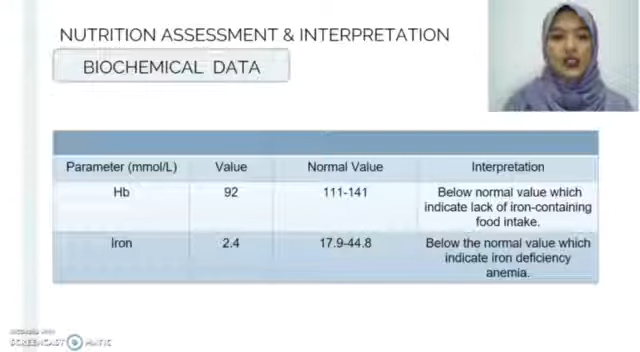 NUTRITION ASSESSMENT & INTERPRETATION
BIOCHEMICAL DATA
Parameter (mmol/L) Value Normal Value Interpretation
Hb 92 111-141 Below normal value which
indicate lack of iron-containing
food intake.
Iron 2.4 17.9-44.8 Below the normal value which
indicate iron deficiency
anemia.
SCREENCAST MATIC